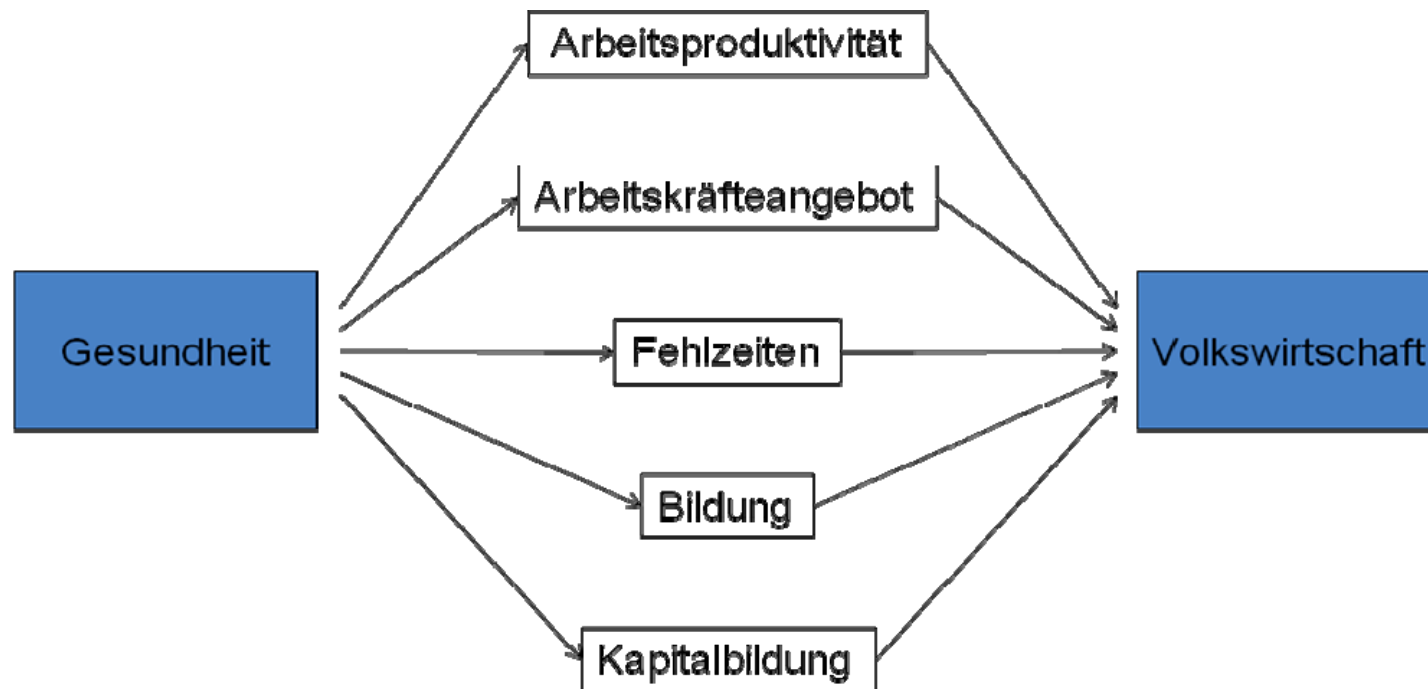 Arbeitsproduktivität
Arbeitskräfteangebot
Gesundheit
Fehlzeiten
Volkswirtschaft
Bildung
Kapitalbildung